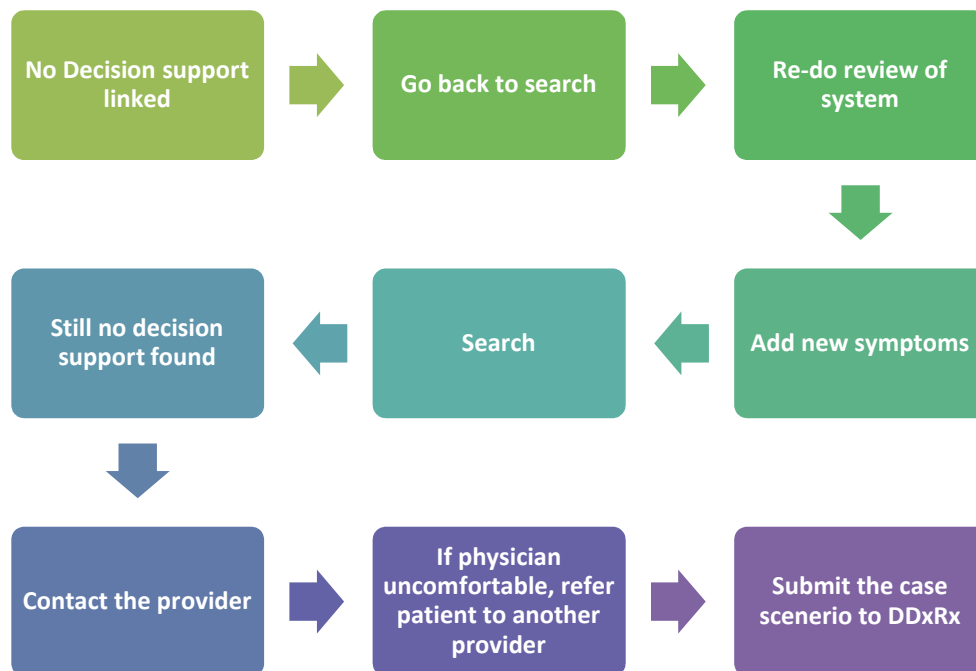 No Decision support
linked
Go back to search
Re-do review of
system
Add new symptoms
Search
Still no decision
support found
Contact the provider
If physician
uncomfortable, refer
patient to another
provider
Submit the case
scenerio to DDxRx